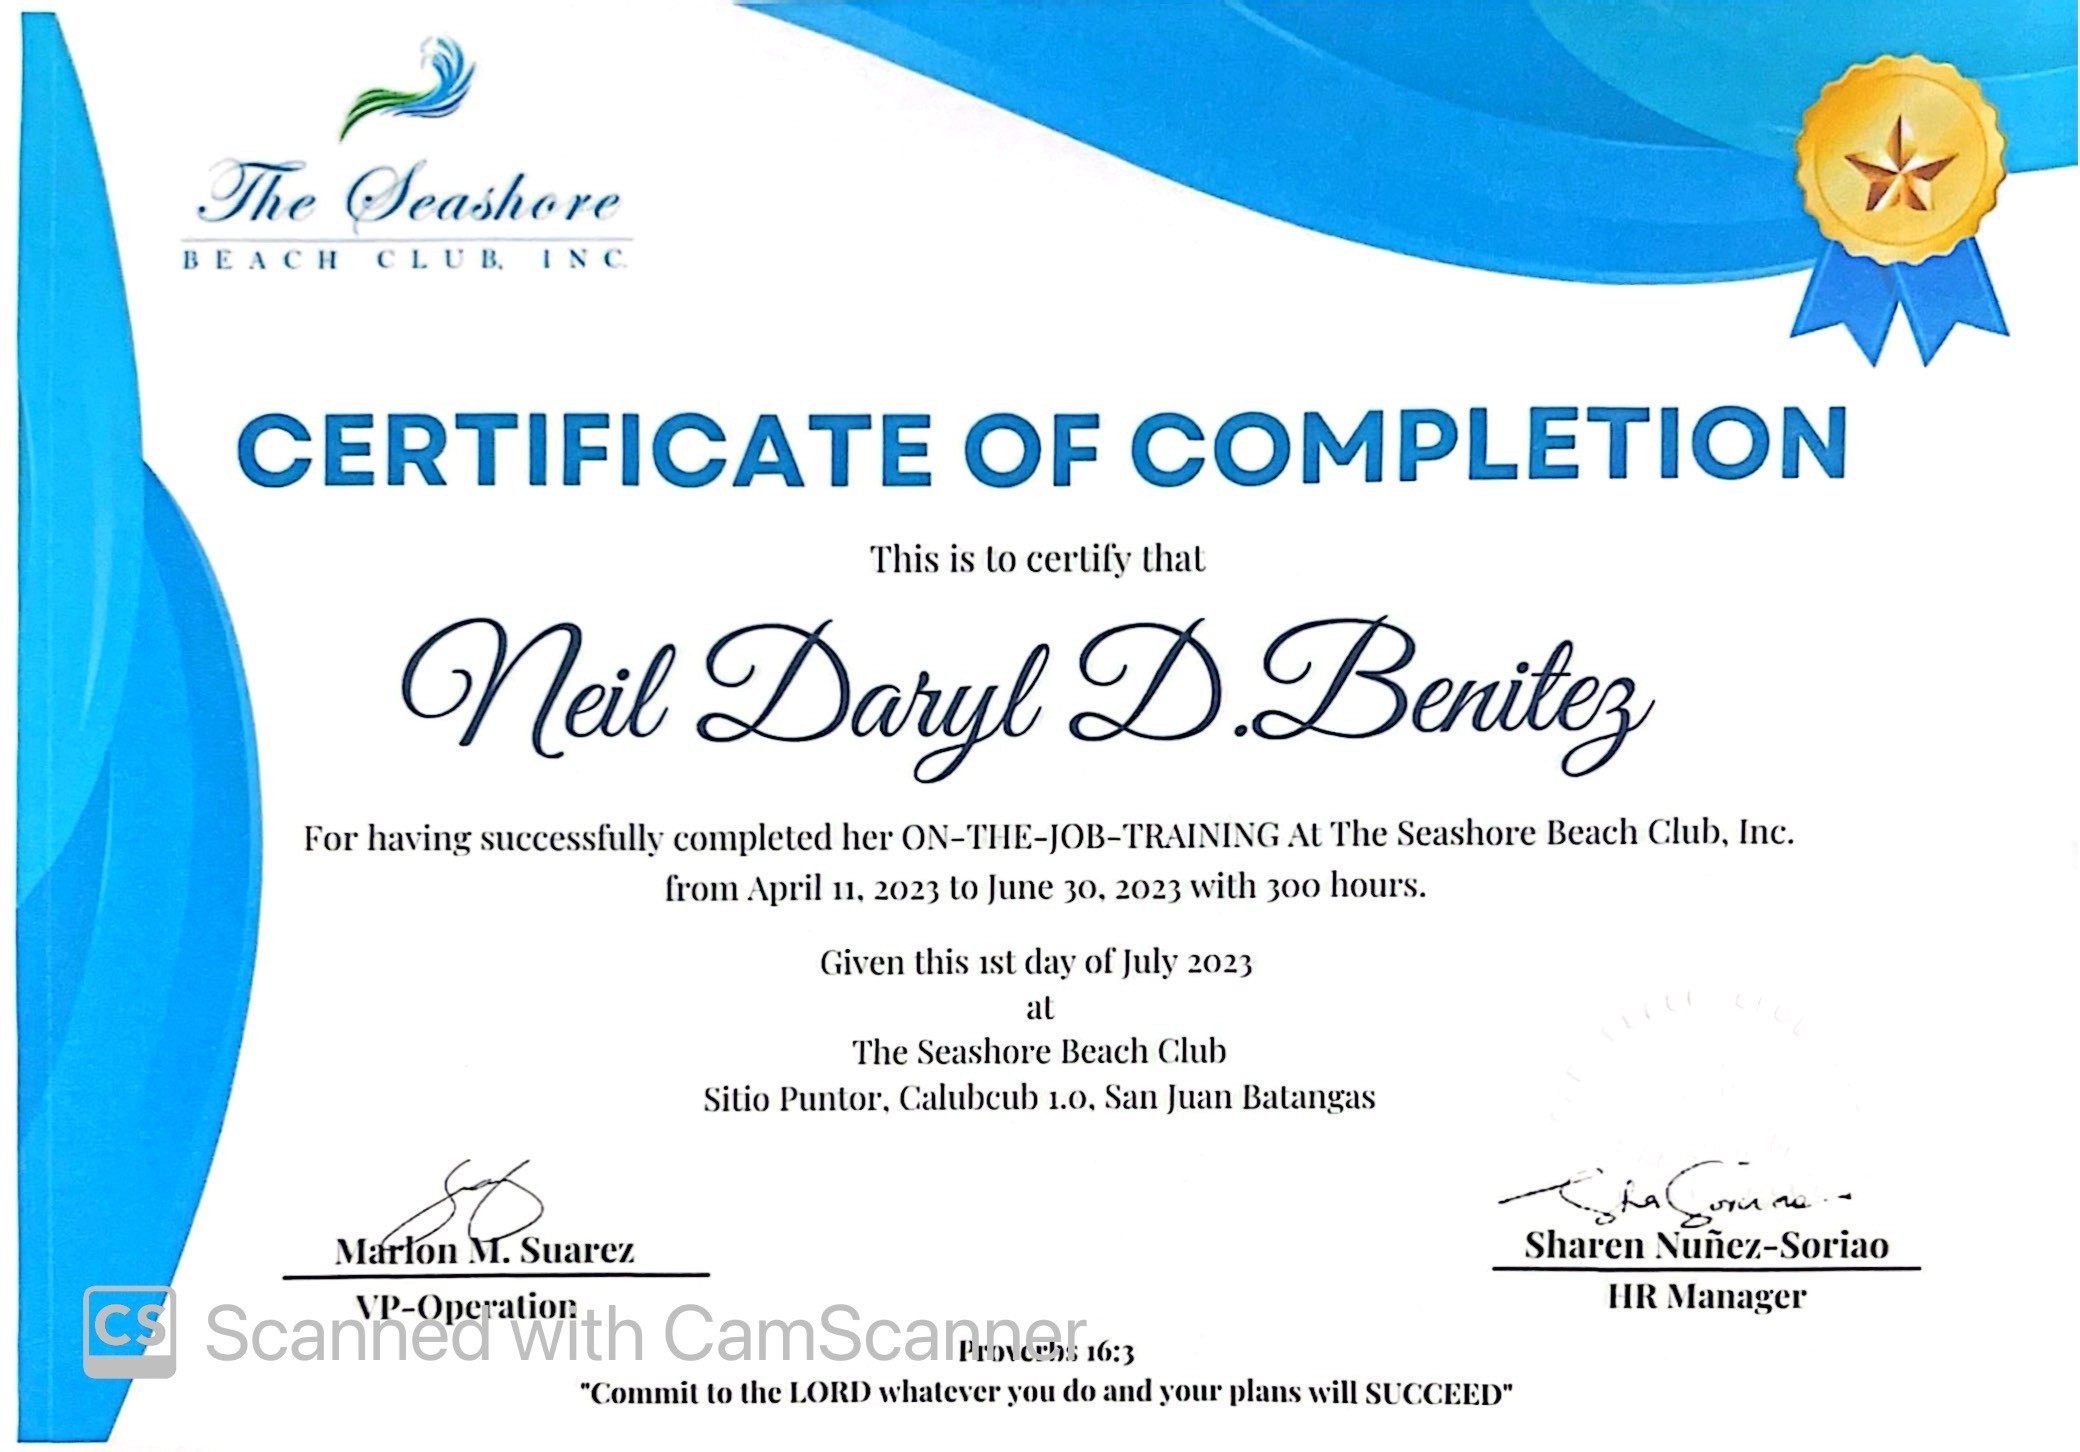 The Seashore
BEACH CLUB, INC.
CERTIFICATE OF COMPLETION
This is to certify that
Neil Daryl D.Benitez
For having successfully completed her ON-THE-JOB-TRAINING At The Seashore Beach Club, Inc.
from April 11, 2023 to June 30, 2023 with 300 hours.
Given this 1st day of July 2023
at
The Seashore Beach Club
Sitio Puntor, Calubcub 1.0, San Juan Batangas
Marlon M. Suarez
VP-Operation
Sharen Nuñez-Soriao
HR Manager
CS Scanned with CamScanner
Proverbs 16:3
"Commit to the LORD whatever you do and your plans will SUCCEED"